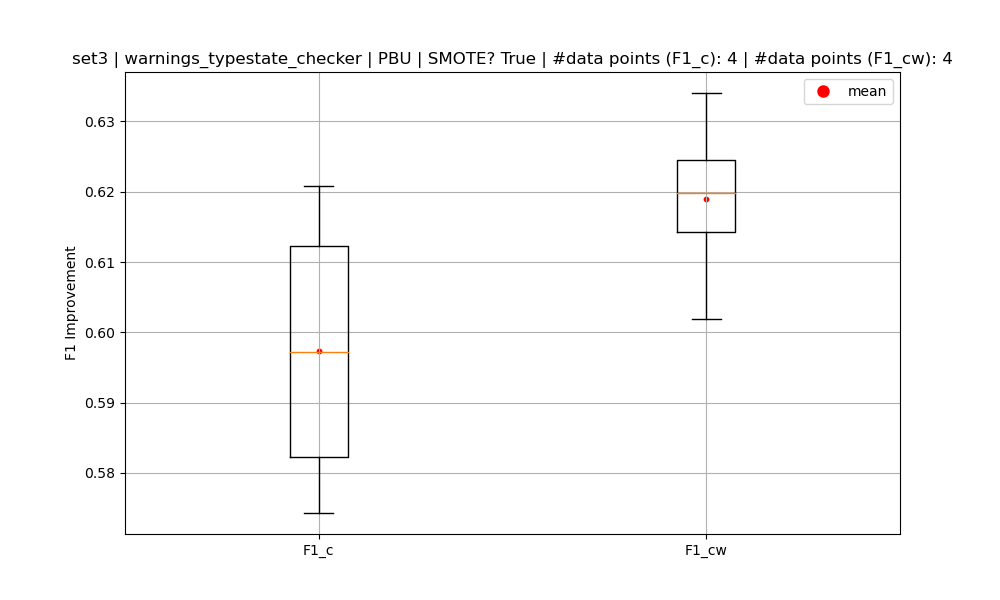 set3 | warnings_typestate_checker | PBU | SMOTE? True | #data points (F1_c): 4 | #data points (F1_cw): 4
mean
0.63
0.62
0.61
0.60
0.59
0.58
F1 Improvement
F1_c
F1_cw